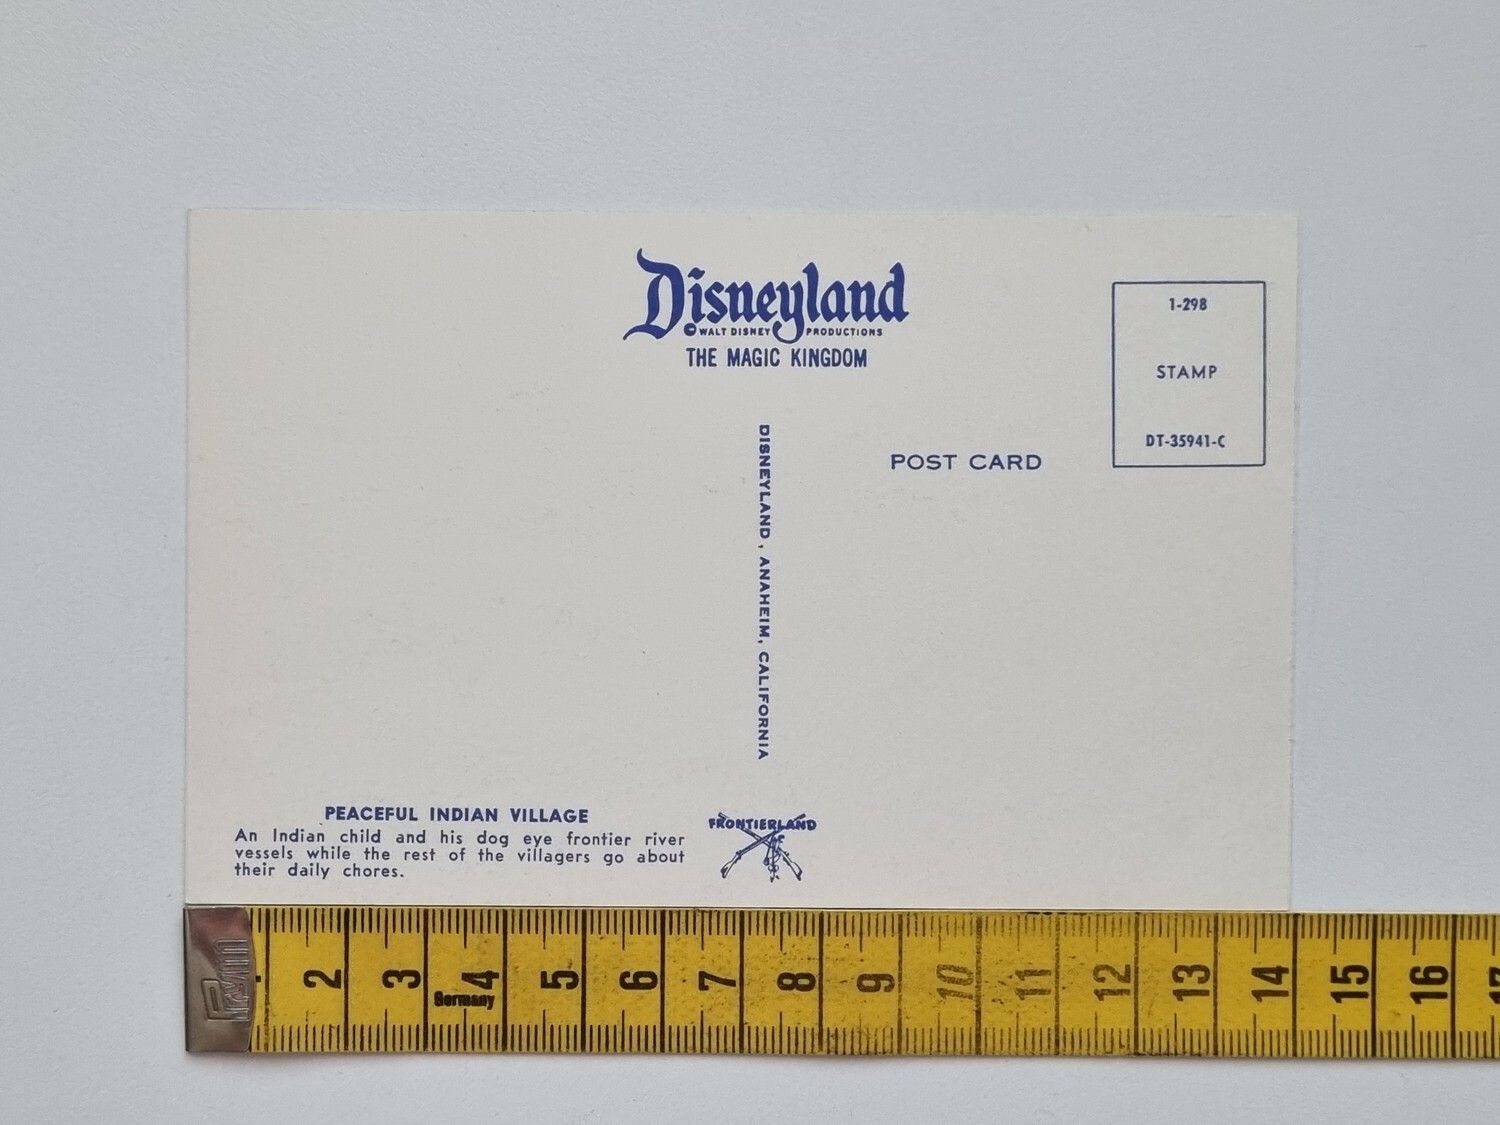 Disneyland
© WALT DISNEY PRODUCTIONS
THE MAGIC KINGDOM
1-298
STAMP
DT-35941-C
POST CARD
DISNEYLAND, ANAHEIM, CALIFORNIA
PEACEFUL INDIAN VILLAGE
An Indian child and his dog eye frontier river
vessels while the rest of the villagers go about
their daily chores.
FRONTIERLAND
Prym 2 3 4 5 6 7 8 9 10 11 12 13 14 15 16 17
Germany